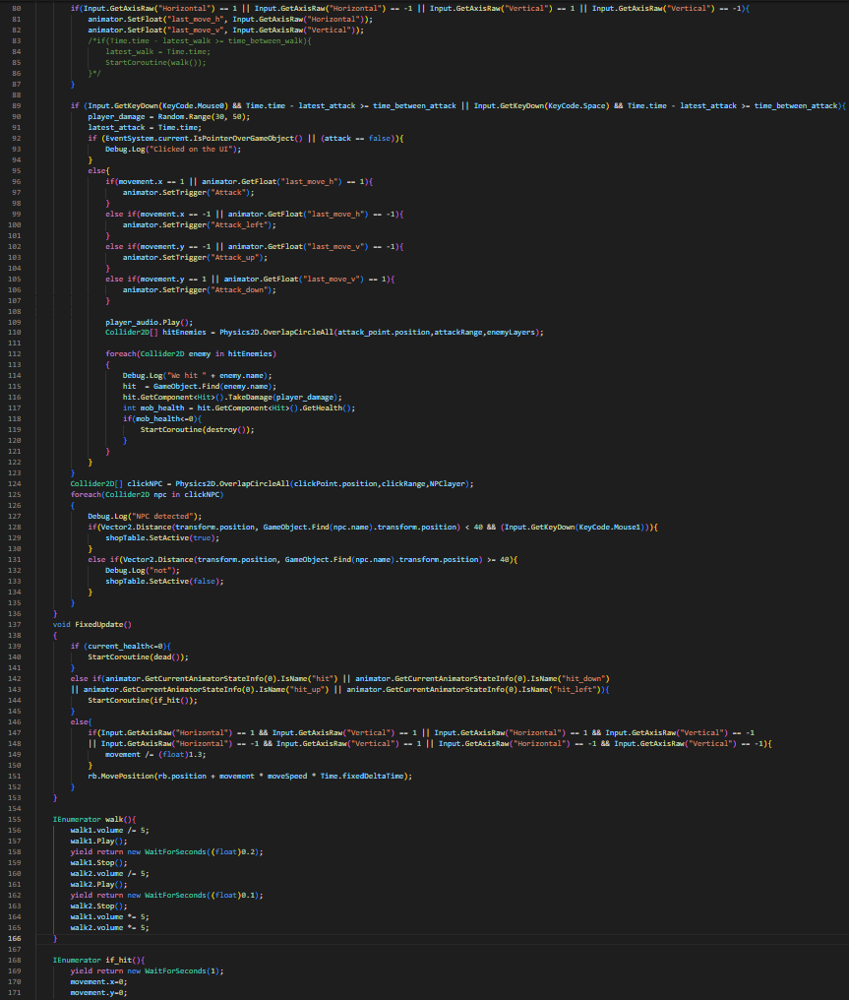 80 if(Input.GetAxisRaw("Horizontal") == 1 || Input.GetAxisRaw("Horizontal") == -1 || Input.GetAxisRaw("Vertical") == 1 || Input.GetAxisRaw("Vertical") == -1){
81 animator.SetFloat("last_move_h", Input.GetAxisRaw("Horizontal"));
82 animator.SetFloat("last_move_v", Input.GetAxisRaw("Vertical"));
83 /*if(Time.time - latest_walk >= time_between_walk){
84 latest_walk = Time.time;
85 StartCoroutine(walk());
86 }*/
87 }
88
89 if (Input.GetKeyDown(KeyCode.Mouse0) && Time.time - latest_attack >= time_between_attack || Input.GetKeyDown(KeyCode.Space) && Time.time - latest_attack >= time_between_attack){
90 player_damage = Random.Range(30, 50);
91 latest_attack = Time.time;
92 if (EventSystem.current.IsPointerOverGameObject() || (attack == false)){
93 Debug.Log("Clicked on the UI");
94 }
95 else{
96 if(movement.x == 1 || animator.GetFloat("last_move_h") == 1){
97 animator.SetTrigger("Attack");
98 }
99 else if(movement.x == -1 || animator.GetFloat("last_move_h") == -1){
100 animator.SetTrigger("Attack_left");
101 }
102 else if(movement.y == -1 || animator.GetFloat("last_move_v") == -1){
103 animator.SetTrigger("Attack_up");
104 }
105 else if(movement.y == 1 || animator.GetFloat("last_move_v") == 1){
106 animator.SetTrigger("Attack_down");
107 }
108
109 player_audio.Play();
110 Collider2D[] hitEnemies = Physics2D.OverlapCircleAll(attack_point.position,attackRange,enemyLayers);
111
112 foreach(Collider2D enemy in hitEnemies)
113 {
114 Debug.Log("We hit " + enemy.name);
115 hit  = GameObject.Find(enemy.name);
116 hit.GetComponent<Hit>().TakeDamage(player_damage);
117 int mob_health = hit.GetComponent<Hit>().GetHealth();
118 if(mob_health<=0){
119 StartCoroutine(destroy());
120 }
121 }
122 }
123 }
124 Collider2D[] clickNPC = Physics2D.OverlapCircleAll(clickPoint.position,clickRange,NPClayer);
125 foreach(Collider2D npc in clickNPC)
126 {
127 Debug.Log("NPC detected");
128 if(Vector2.Distance(transform.position, GameObject.Find(npc.name).transform.position) < 40 && (Input.GetKeyDown(KeyCode.Mouse1))){
129 shopTable.SetActive(true);
130 }
131 else if(Vector2.Distance(transform.position, GameObject.Find(npc.name).transform.position) >= 40){
132 Debug.Log("not");
133 shopTable.SetActive(false);
134 }
135 }
136 }
137 void FixedUpdate()
138 {
139 if (current_health<=0){
140 StartCoroutine(dead());
141 }
142 else if(animator.GetCurrentAnimatorStateInfo(0).IsName("hit") || animator.GetCurrentAnimatorStateInfo(0).IsName("hit_down")
143 || animator.GetCurrentAnimatorStateInfo(0).IsName("hit_up") || animator.GetCurrentAnimatorStateInfo(0).IsName("hit_left")){
144 StartCoroutine(if_hit());
145 }
146 else{
147 if(Input.GetAxisRaw("Horizontal") == 1 && Input.GetAxisRaw("Vertical") == 1 || Input.GetAxisRaw("Horizontal") == 1 && Input.GetAxisRaw("Vertical") == -1
148 || Input.GetAxisRaw("Horizontal") == -1 && Input.GetAxisRaw("Vertical") == 1 || Input.GetAxisRaw("Horizontal") == -1 && Input.GetAxisRaw("Vertical") == -1){
149 movement /= (float)1.3;
150 }
151 rb.MovePosition(rb.position + movement * moveSpeed * Time.fixedDeltaTime);
152 }
153 }
154
155 IEnumerator walk(){
156 walk1.volume /= 5;
157 walk1.Play();
158 yield return new WaitForSeconds((float)0.2);
159 walk1.Stop();
160 walk2.volume /= 5;
161 walk2.Play();
162 yield return new WaitForSeconds((float)0.1);
163 walk2.Stop();
164 walk1.volume *= 5;
165 walk2.volume *= 5;
166 }
167
168 IEnumerator if_hit(){
169 yield return new WaitForSeconds(1);
170 movement.x=0;
171 movement.y=0;